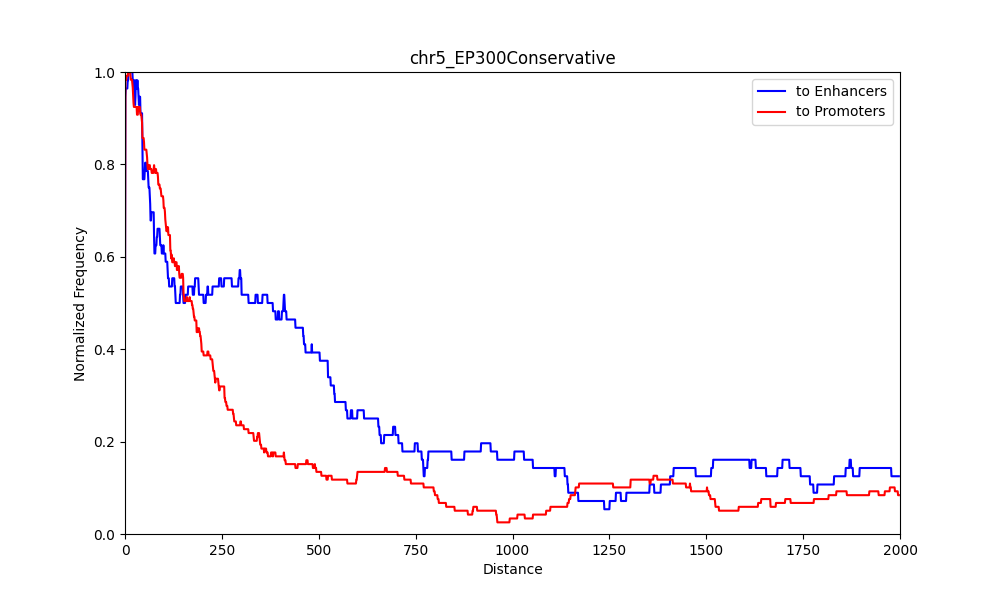 chr5_EP300Conservative
to Enhancers
to Promoters
Normalized Frequency
1.0
0.8
0.6
0.4
0.2
0.0
0 250 500 750 1000 1250 1500 1750 2000
Distance